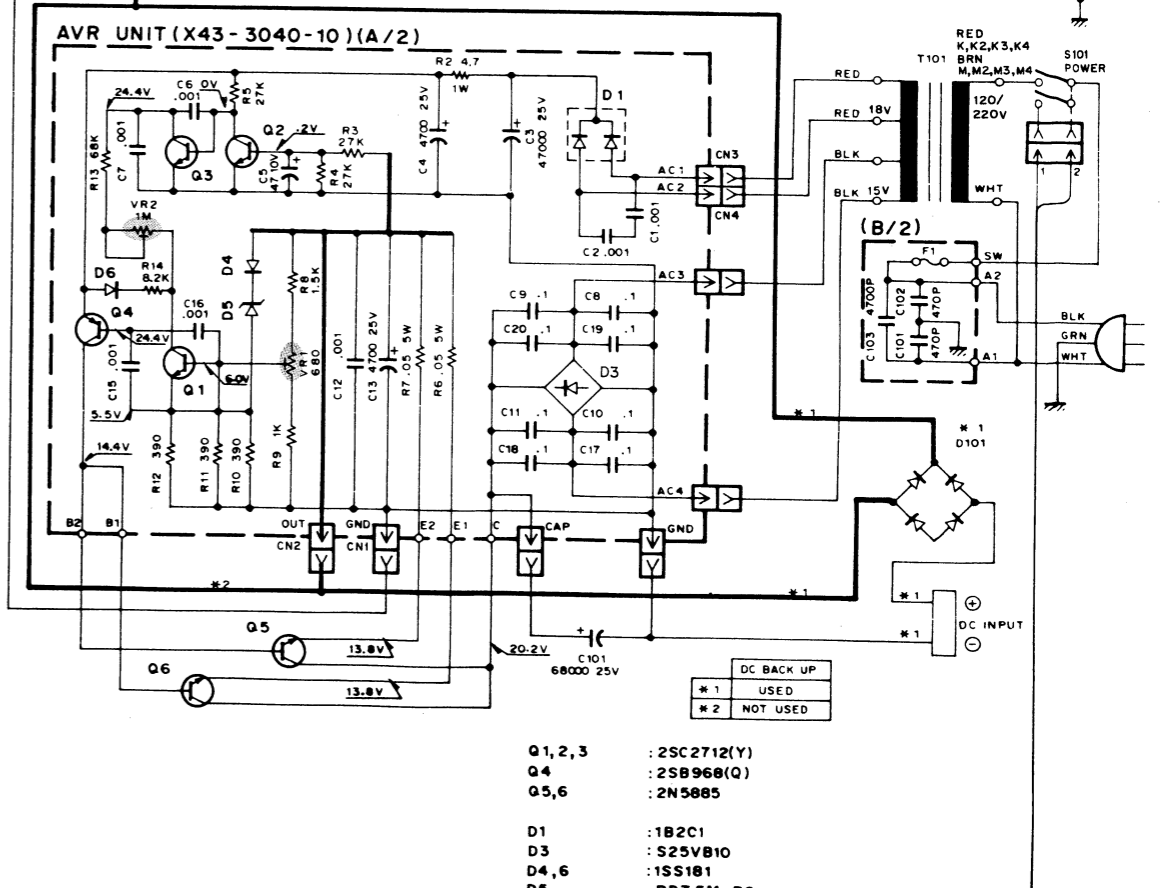 AVR UNIT (X43-3040-10)(A/2)
R2 4.7
1W
C6 0V
.001
R5
27K
24.4V
Q2
.2V
R3
27K
R13 68K
C7 .001
Q3
C5
47 10V
R4
27K
C4 4700 25V
C3
47000 25V
D1
VR2
1M
D6
R14
8.2K
Q4
24.4V
C16
.001
C15 .001
Q1
6.0V
5.5V
14.4V
D4
D5
R8
1.5K
VR1
680
C12 .001
C13 4700 25V
R7 .05 5W
R6 .05 5W
R12 390
R11 390
R10 390
R9 1K
AC1
AC2
CN3
CN4
C1 .001
C2 .001
AC3
C9 .1
C8 .1
C20 .1
C19 .1
D3
C11 .1
C10 .1
C18 .1
C17 .1
AC4
B2
B1
OUT
CN2
GND
CN1
E2
E1
C
CAP
GND
RED
RED 18V
BLK
BLK 15V
T101
RED
K,K2,K3,K4
BRN
M,M2,M3,M4
S101
POWER
120/
220V
1
2
WHT
(B/2)
F1
SW
A2
C103 4700P
C102 470P
C101 470P
A1
BLK
GRN
WHT
*1
*1
D101
*2
*1
*1
*1
DC INPUT
+
−
Q5
13.8V
Q6
13.8V
20.2V
C101
68000 25V
DC BACK UP
*1 USED
*2 NOT USED
Q1,2,3 :2SC2712(Y)
Q4 :2SB968(Q)
Q5,6 :2N5885
D1 :1B2C1
D3 :S25VB10
D4,6 :1SS181
D5